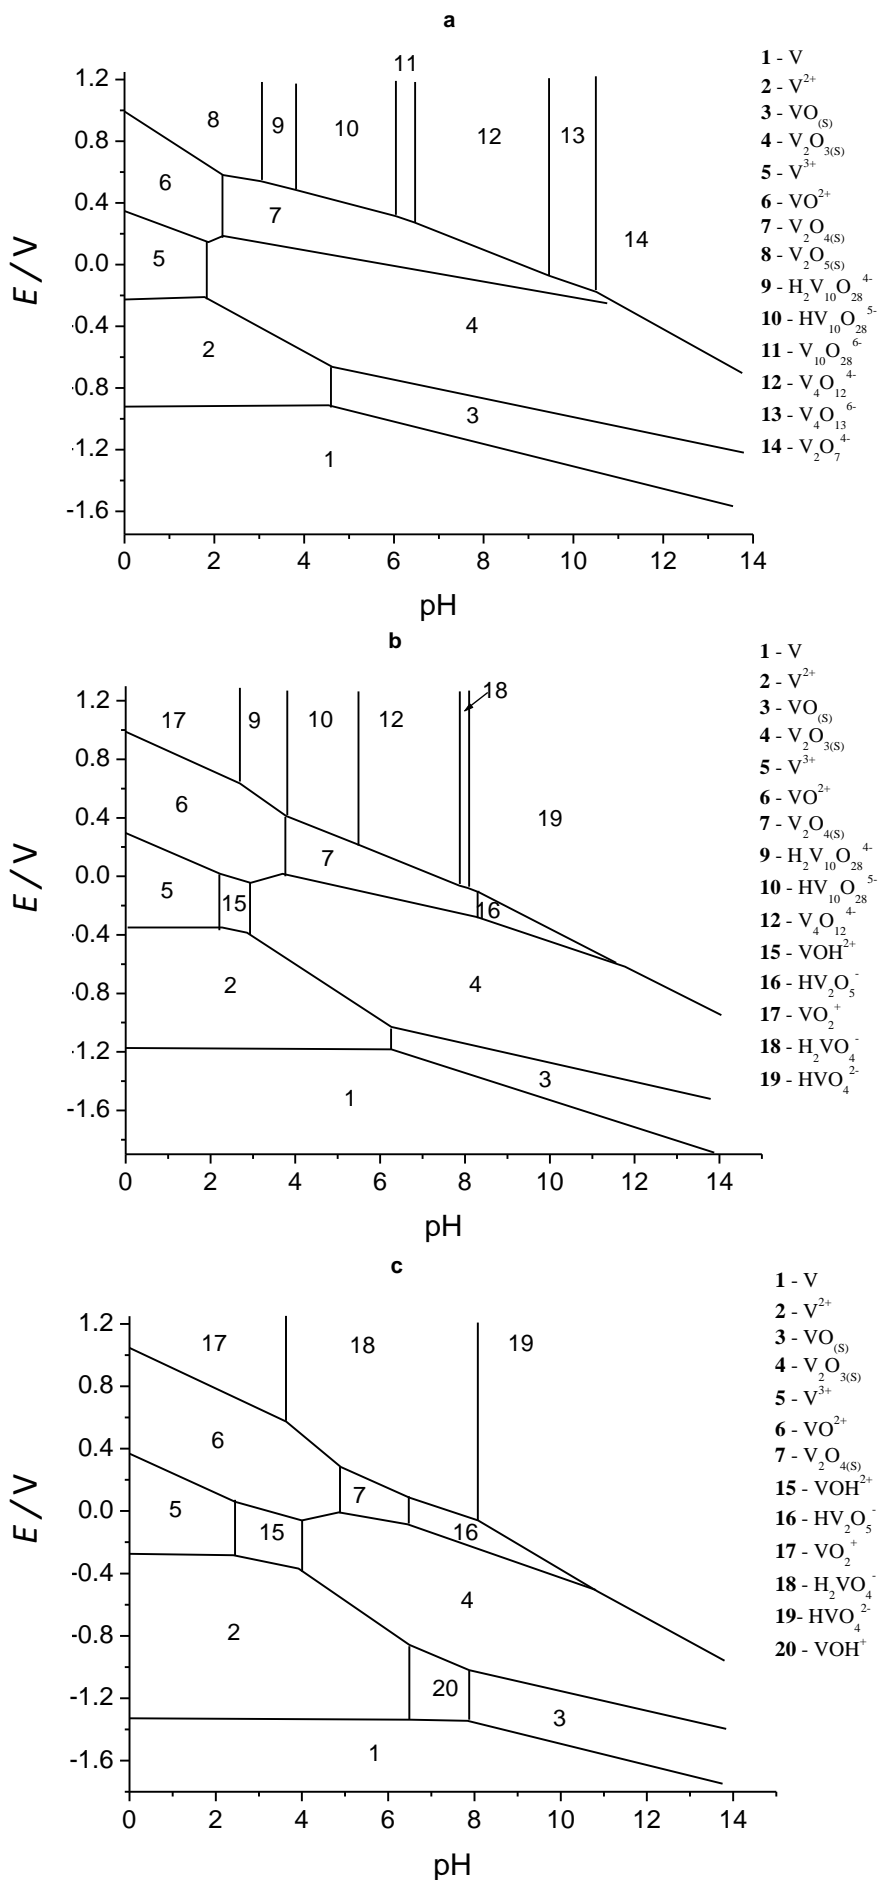 a
E / V
1.2
0.8
0.4
0.0
-0.4
-0.8
-1.2
-1.6
11
8
9
10
12
13
6
7
14
5
4
2
3
1
0 2 4 6 8 10 12 14
pH
1 - V
2 - V²⁺
3 - VO(S)
4 - V₂O₃(S)
5 - V³⁺
6 - VO²⁺
7 - V₂O₄(S)
8 - V₂O₅(S)
9 - H₂V₁₀O₂₈⁴⁻
10 - HV₁₀O₂₈⁵⁻
11 - V₁₀O₂₈⁶⁻
12 - V₄O₁₂⁴⁻
13 - V₄O₁₃⁶⁻
14 - V₂O₇⁴⁻
b
E / V
1.2
0.8
0.4
0.0
-0.4
-0.8
-1.2
-1.6
18
17
9
10
12
6
19
7
5
15
16
2
4
3
1
0 2 4 6 8 10 12 14
pH
1 - V
2 - V²⁺
3 - VO(S)
4 - V₂O₃(S)
5 - V³⁺
6 - VO²⁺
7 - V₂O₄(S)
9 - H₂V₁₀O₂₈⁴⁻
10 - HV₁₀O₂₈⁵⁻
12 - V₄O₁₂⁴⁻
15 - VOH²⁺
16 - HV₂O₅⁻
17 - VO₂⁺
18 - H₂VO₄⁻
19 - HVO₄²⁻
c
E / V
1.2
0.8
0.4
0.0
-0.4
-0.8
-1.2
-1.6
17
18
19
6
7
5
15
16
4
2
20
3
1
0 2 4 6 8 10 12 14
pH
1 - V
2 - V²⁺
3 - VO(S)
4 - V₂O₃(S)
5 - V³⁺
6 - VO²⁺
7 - V₂O₄(S)
15 - VOH²⁺
16 - HV₂O₅⁻
17 - VO₂⁺
18 - H₂VO₄⁻
19- HVO₄²⁻
20 - VOH⁺